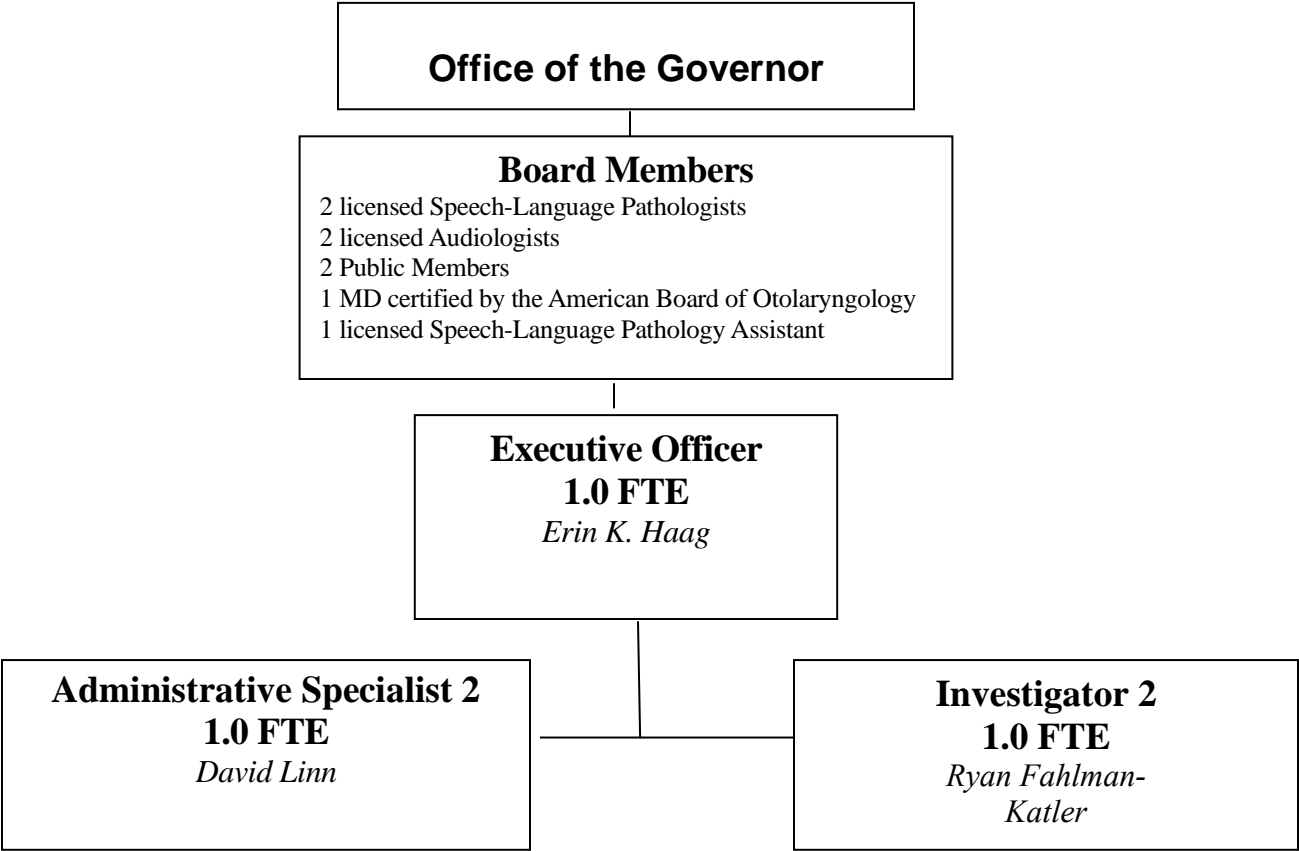 Office of the Governor
Board Members
2 licensed Speech-Language Pathologists
2 licensed Audiologists
2 Public Members
1 MD certified by the American Board of Otolaryngology
1 licensed Speech-Language Pathology Assistant
Executive Officer
1.0 FTE
Erin K. Haag
Administrative Specialist 2
1.0 FTE
David Linn
Investigator 2
1.0 FTE
Ryan Fahlman-
Katler